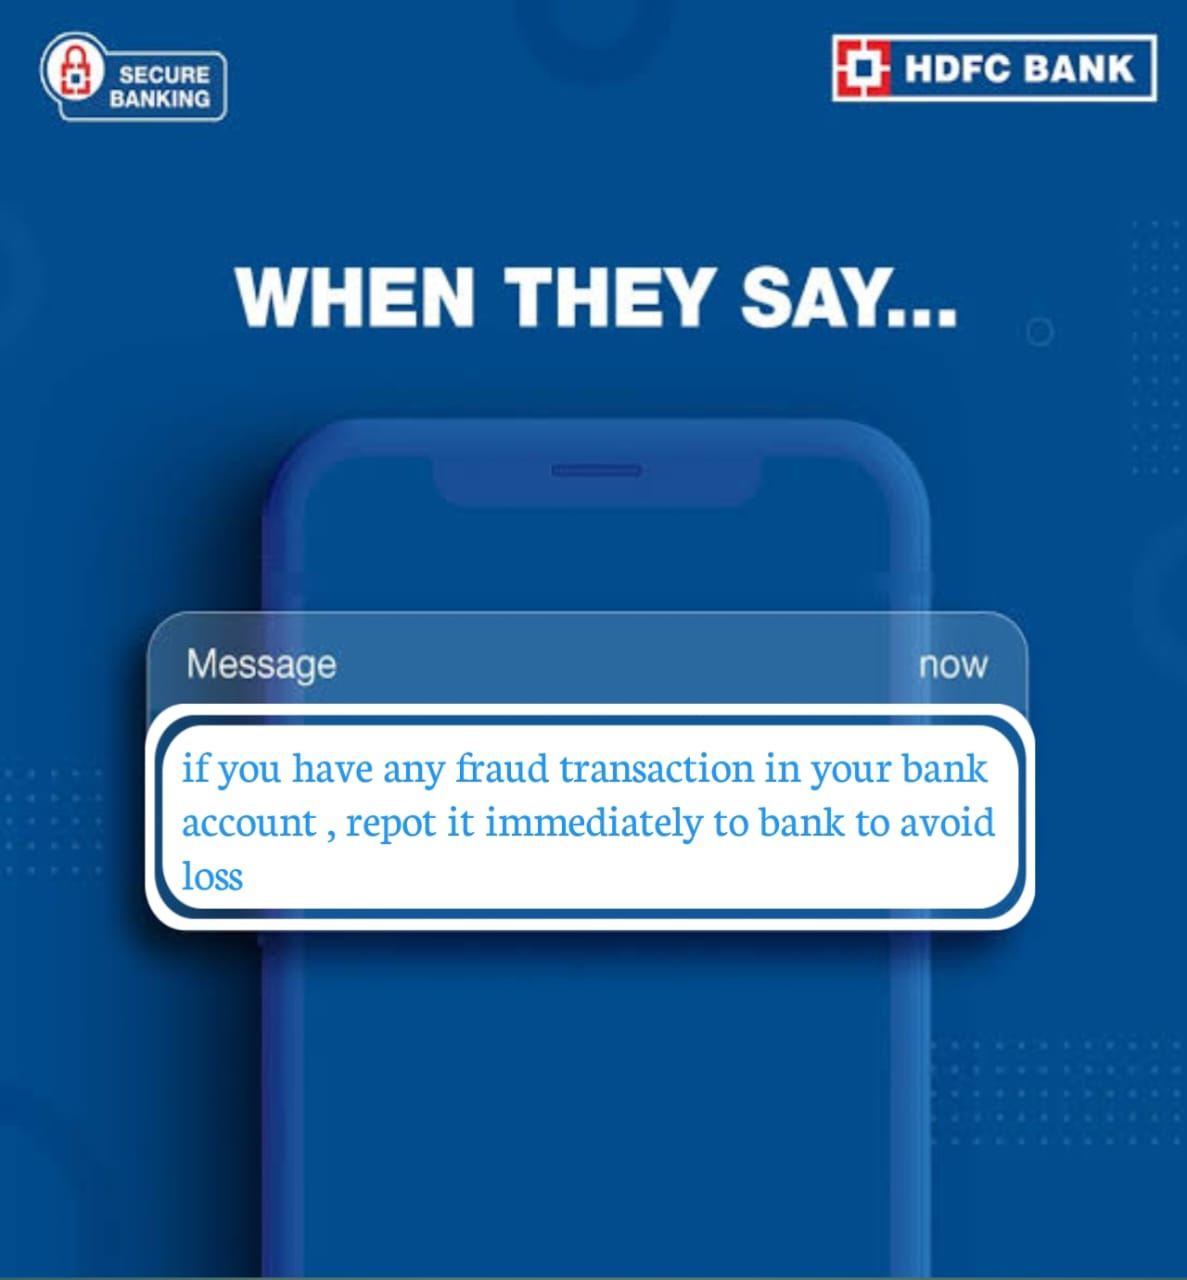 SECURE
BANKING
HDFC BANK
WHEN THEY SAY...
Message now
if you have any fraud transaction in your bank
account , repot it immediately to bank to avoid
loss